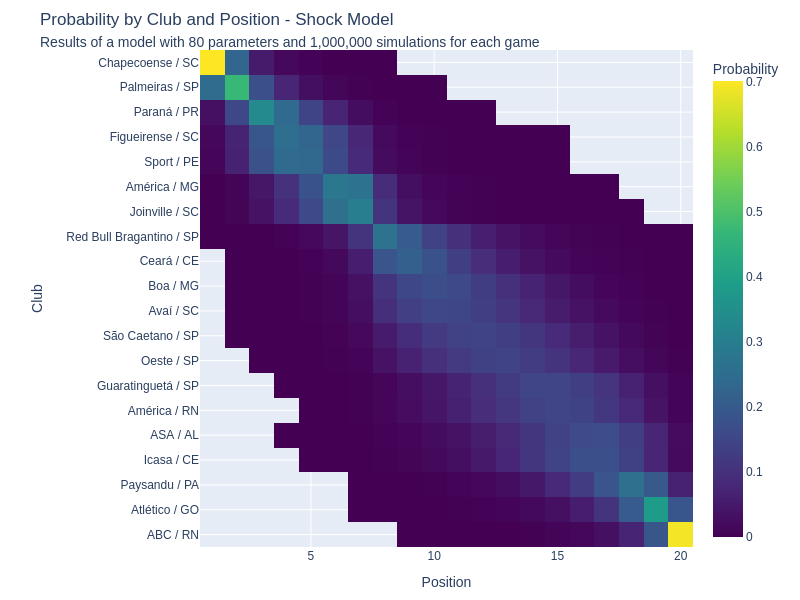 Probability by Club and Position - Shock Model
Results of a model with 80 parameters and 1,000,000 simulations for each game
Probability
0.7
0.6
0.5
0.4
0.3
0.2
0.1
0
Club
Chapecoense / SC
Palmeiras / SP
Paraná / PR
Figueirense / SC
Sport / PE
América / MG
Joinville / SC
Red Bull Bragantino / SP
Ceará / CE
Boa / MG
Avaí / SC
São Caetano / SP
Oeste / SP
Guaratinguetá / SP
América / RN
ASA / AL
Icasa / CE
Paysandu / PA
Atlético / GO
ABC / RN
5 10 15 20
Position